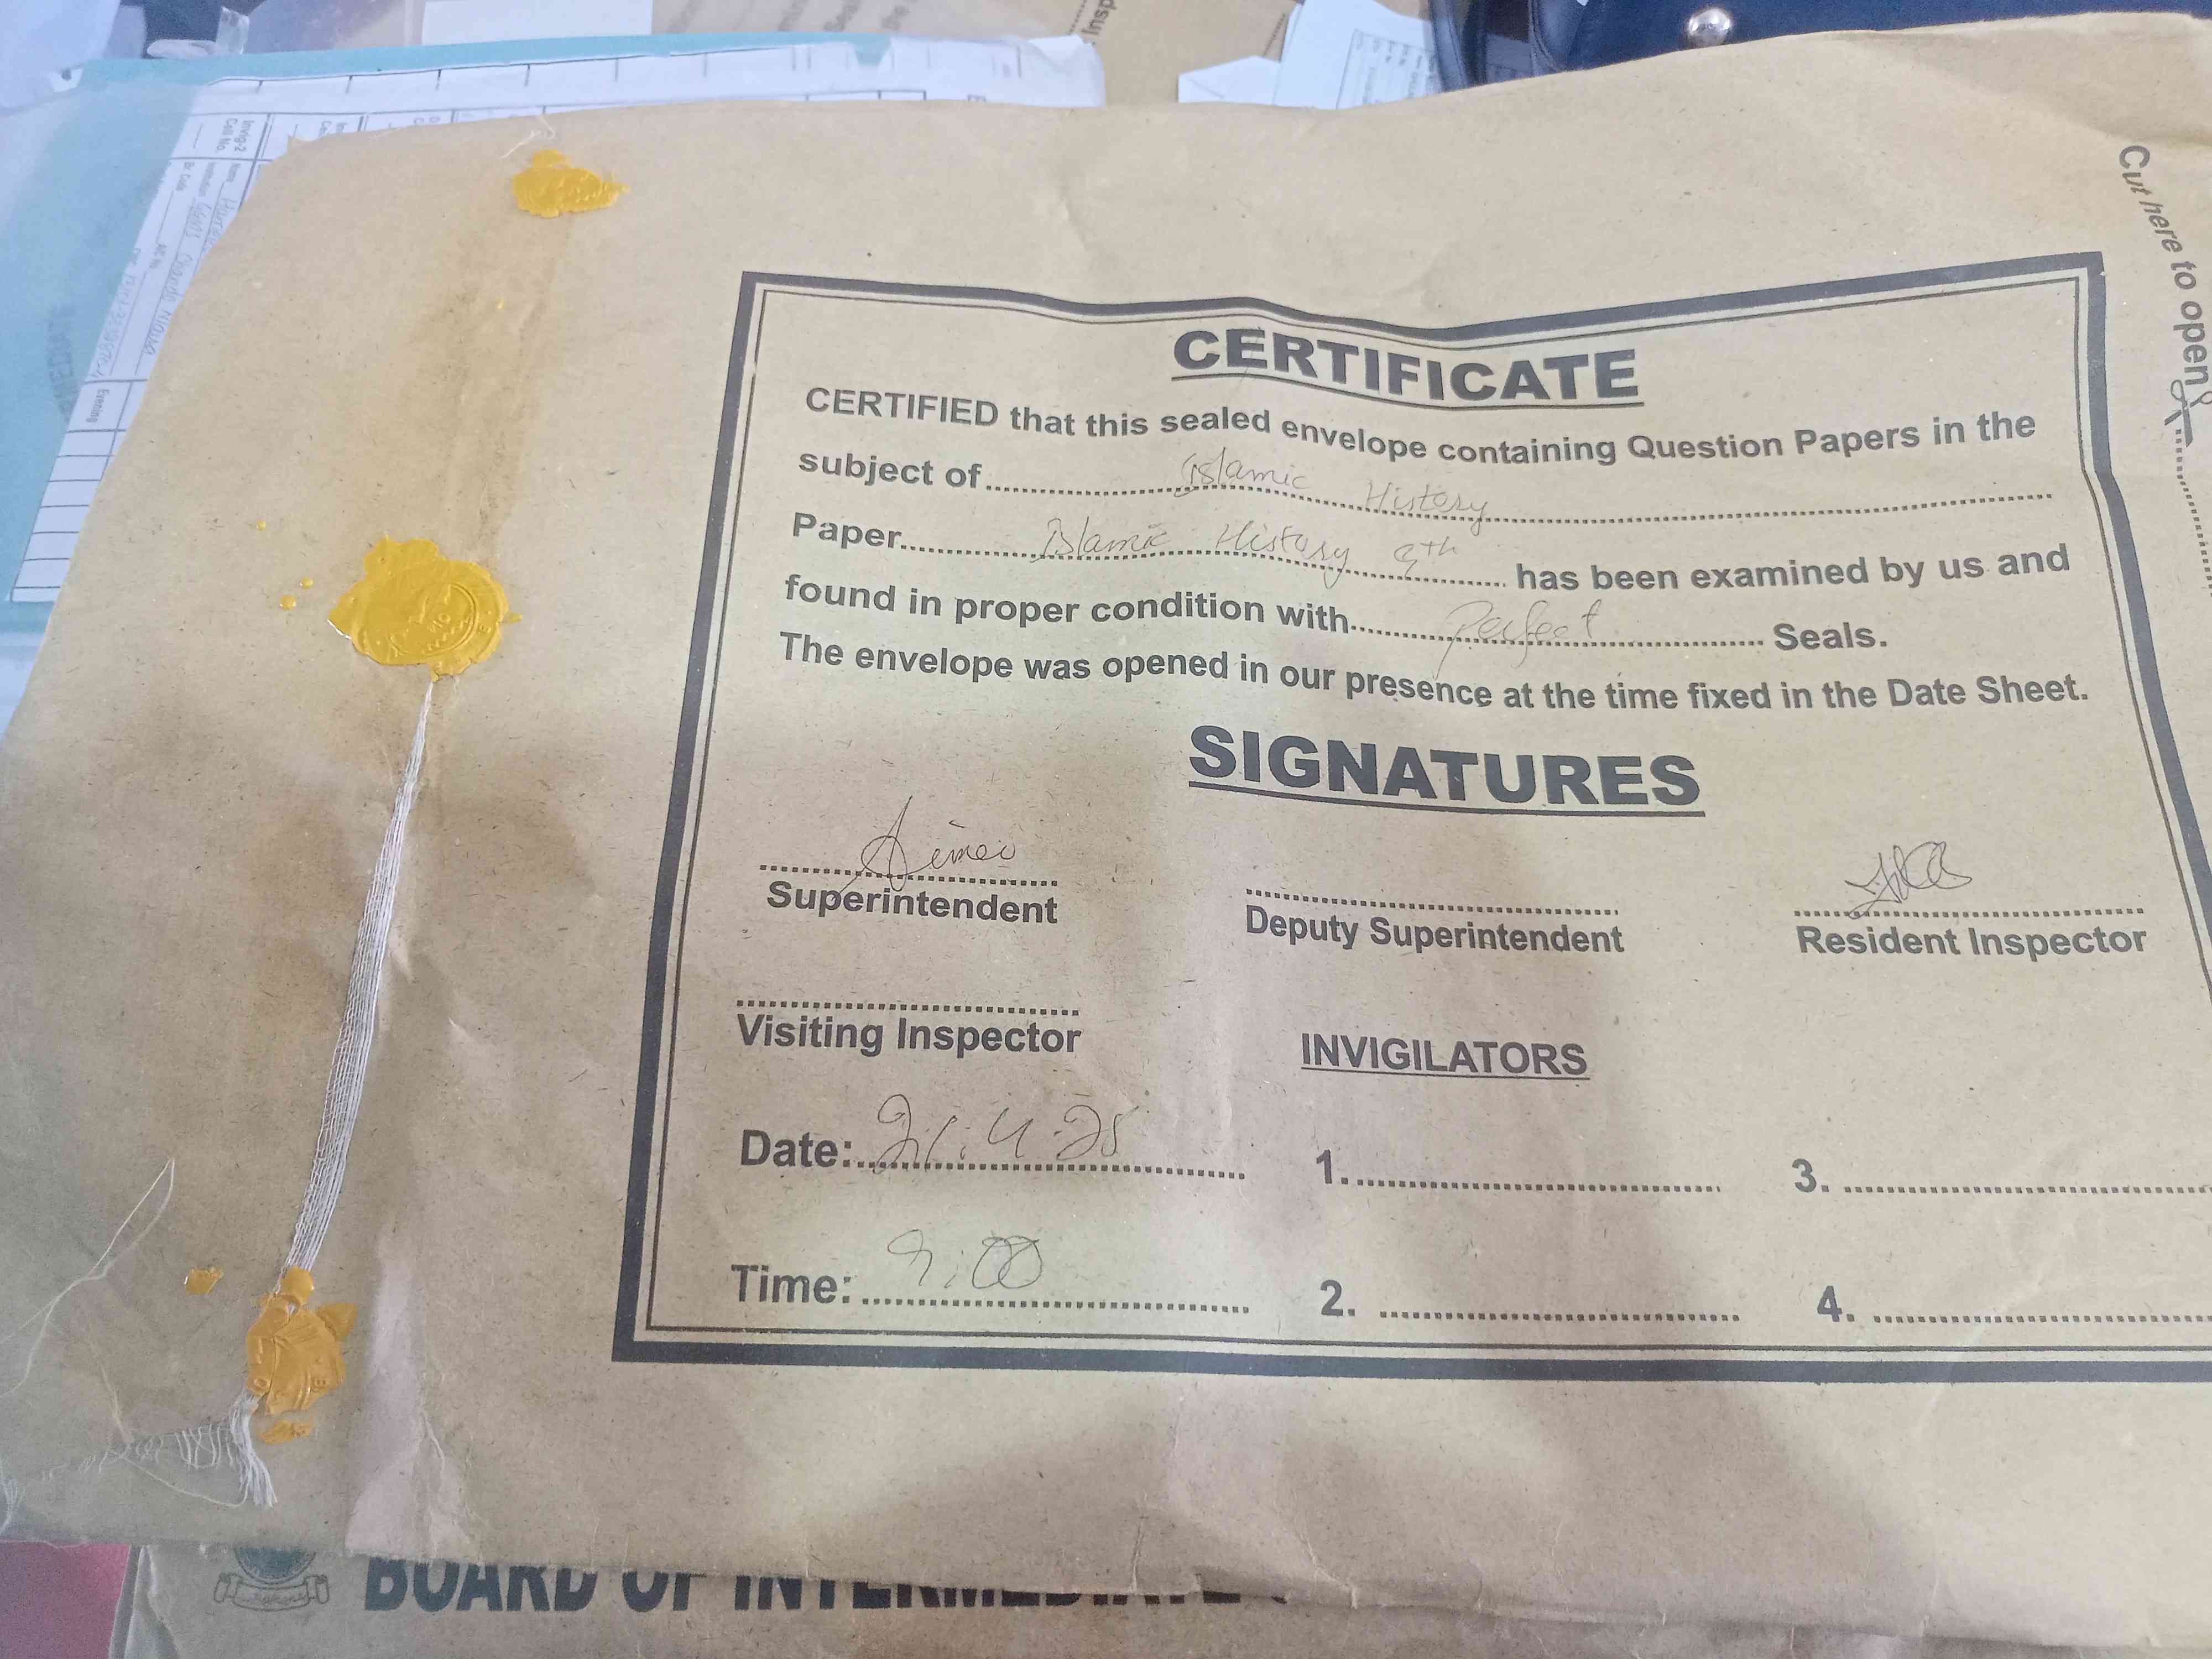 Cut here to open
CERTIFICATE
CERTIFIED that this sealed envelope containing Question Papers in the
subject of Islamic History
Paper Islamic History 9th has been examined by us and
found in proper condition with Perfect Seals.
The envelope was opened in our presence at the time fixed in the Date Sheet.
SIGNATURES
Superintendent
Deputy Superintendent
Resident Inspector
Visiting Inspector
INVIGILATORS
Date: 21.4.25
1.
3.
Time: 9:00
2.
4.
BOARD OF INTERMEDIATE